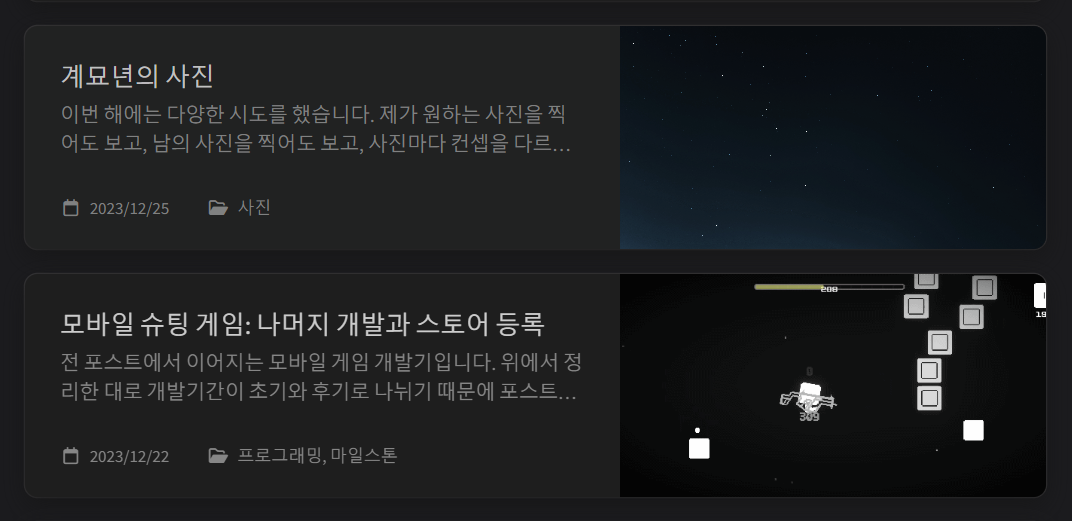 계묘년의 사진
이번 해에는 다양한 시도를 했습니다. 제가 원하는 사진을 찍
어도 보고, 남의 사진을 찍어도 보고, 사진마다 컨셉을 다르...
2023/12/25 사진
모바일 슈팅 게임: 나머지 개발과 스토어 등록
전 포스트에서 이어지는 모바일 게임 개발기입니다. 위에서 정
리한 대로 개발기간이 초기와 후기로 나뉘기 때문에 포스트...
2023/12/22 프로그래밍, 마일스톤
208
0
309